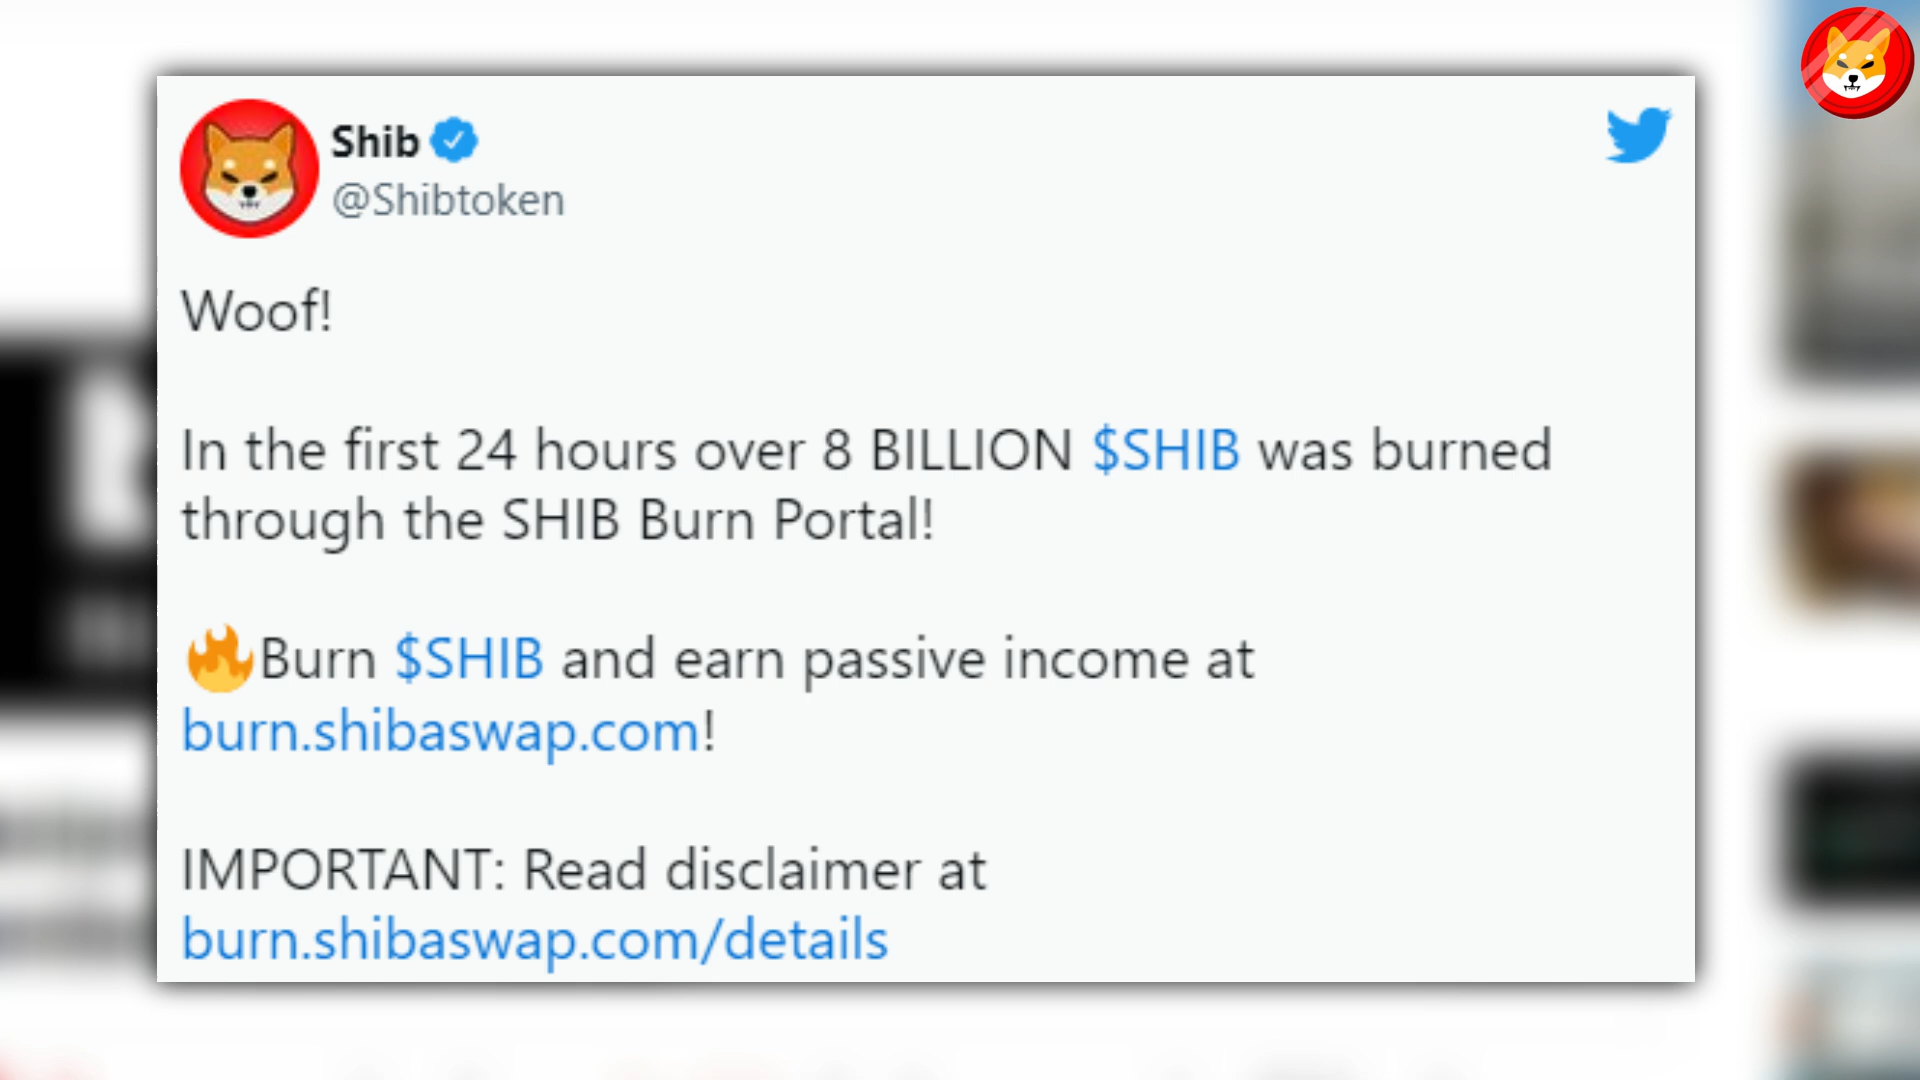 Shib
@Shibtoken
Woof!
In the first 24 hours over 8 BILLION $SHIB was burned
through the SHIB Burn Portal!
🔥Burn $SHIB and earn passive income at
burn.shibaswap.com!
IMPORTANT: Read disclaimer at
burn.shibaswap.com/details